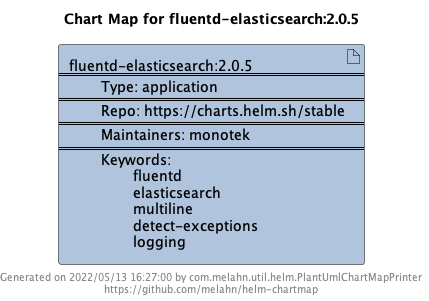 Chart Map for fluentd-elasticsearch:2.0.5
fluentd-elasticsearch:2.0.5
Type: application
Repo: https://charts.helm.sh/stable
Maintainers: monotek
Keywords:
fluentd
elasticsearch
multiline
detect-exceptions
logging
Generated on 2022/05/13 16:27:00 by com.melahn.util.helm.PlantUmlChartMapPrinter
https://github.com/melahn/helm-chartmap